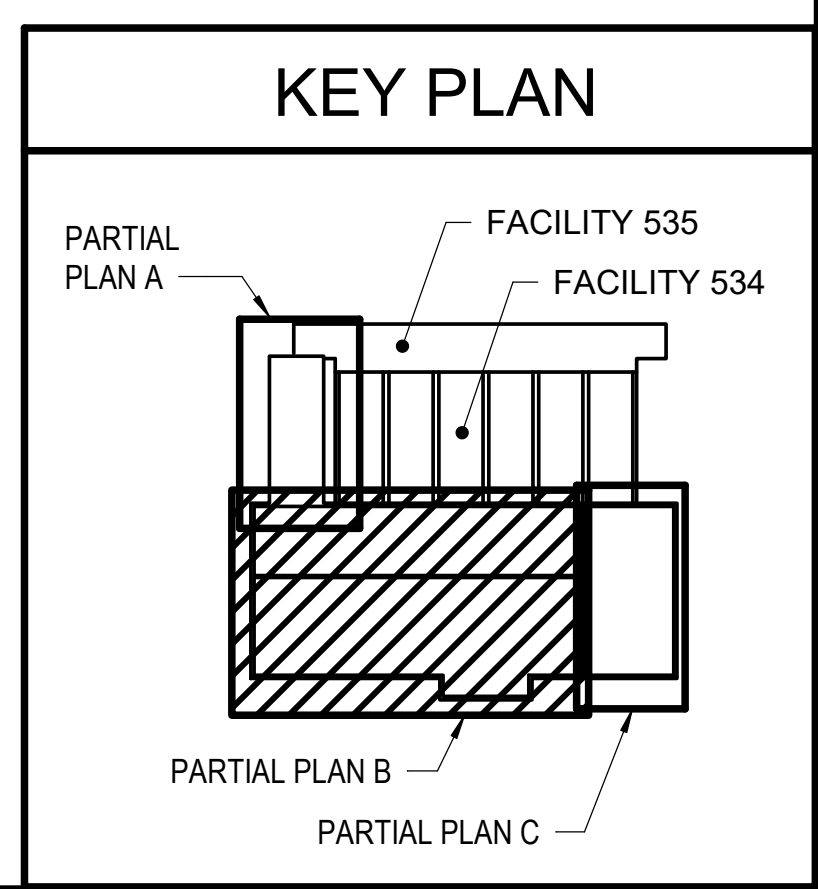 KEY PLAN
PARTIAL
PLAN A
FACILITY 535
FACILITY 534
PARTIAL PLAN B
PARTIAL PLAN C